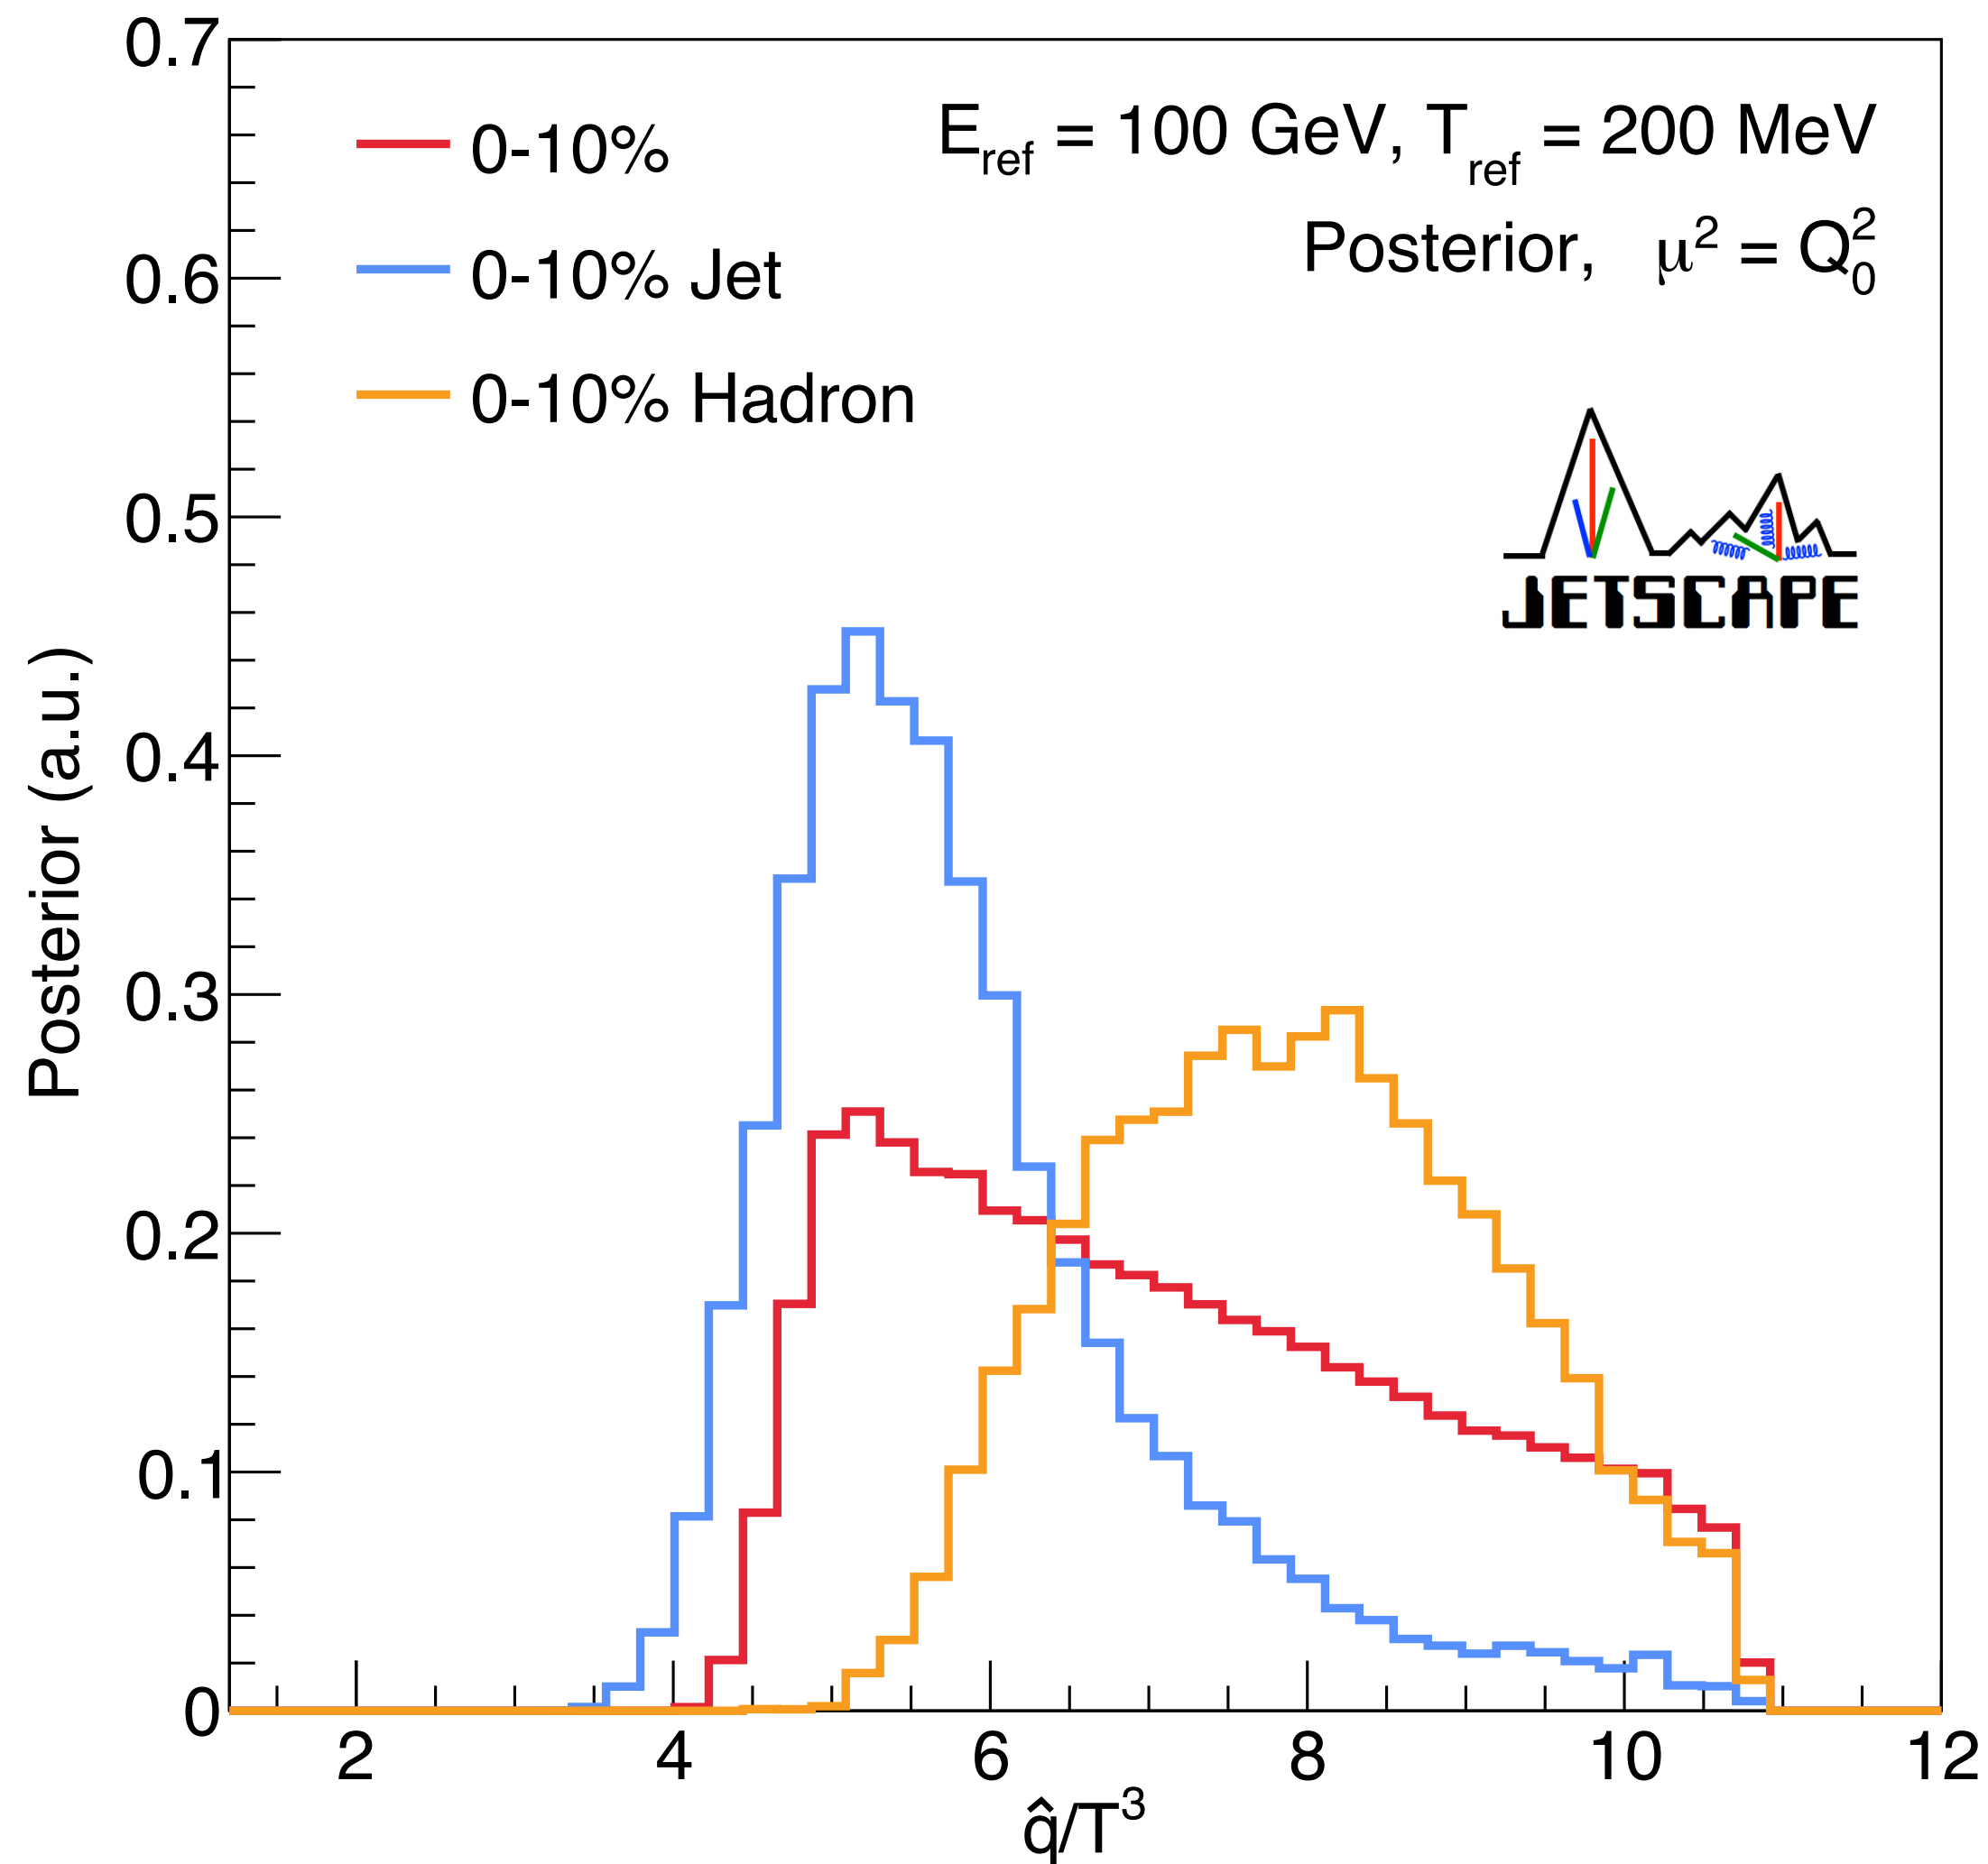 0.7
0.6
0.5
0.4
0.3
0.2
0.1
0
Posterior (a.u.)
0-10%
0-10% Jet
0-10% Hadron
E_ref = 100 GeV, T_ref = 200 MeV
Posterior, μ² = Q₀²
JETSCAPE
2 4 6 8 10 12
q̂/T³